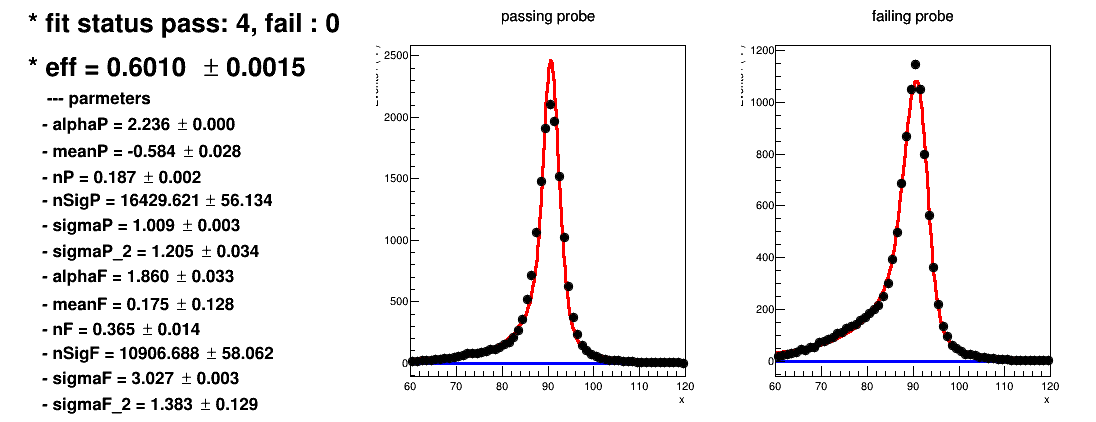 * fit status pass: 4, fail : 0
* eff = 0.6010 ± 0.0015
--- parmeters
- alphaP = 2.236 ± 0.000
- meanP = -0.584 ± 0.028
- nP = 0.187 ± 0.002
- nSigP = 16429.621 ± 56.134
- sigmaP = 1.009 ± 0.003
- sigmaP_2 = 1.205 ± 0.034
- alphaF = 1.860 ± 0.033
- meanF = 0.175 ± 0.128
- nF = 0.365 ± 0.014
- nSigF = 10906.688 ± 58.062
- sigmaF = 3.027 ± 0.003
- sigmaF_2 = 1.383 ± 0.129
passing probe
2500
2000
1500
1000
500
0
60 70 80 90 100 110 120
x
failing probe
1200
1000
800
600
400
200
0
60 70 80 90 100 110 120
x